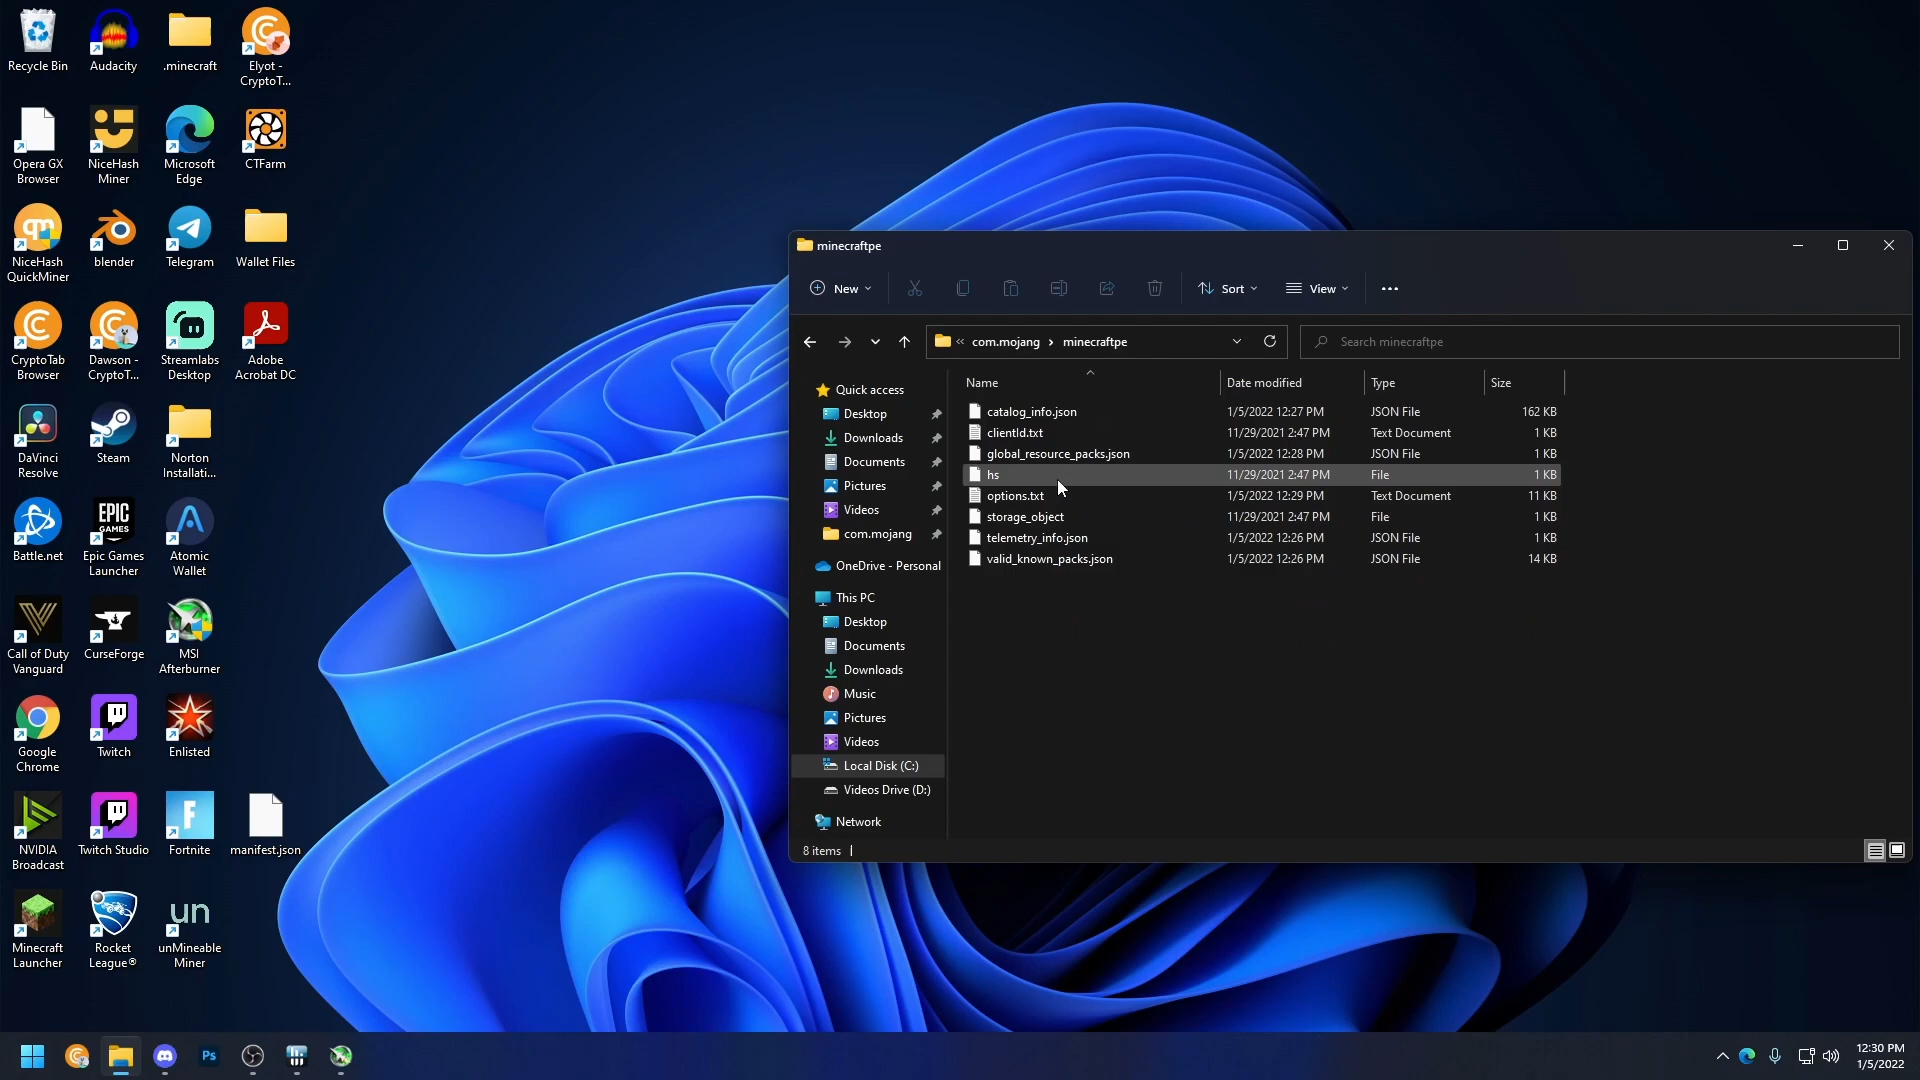 Recycle Bin
Audacity
.minecraft
Elyot -
CryptoT...
Opera GX
Browser
NiceHash
Miner
Microsoft
Edge
CTFarm
NiceHash
QuickMiner
blender
Telegram
Wallet Files
CryptoTab
Browser
Dawson -
CryptoT...
Streamlabs
Desktop
Adobe
Acrobat DC
DaVinci
Resolve
Steam
Norton
Installati...
Battle.net
EPIC
GAMES
Epic Games
Launcher
Atomic
Wallet
Call of Duty
Vanguard
CurseForge
MSI
Afterburner
Google
Chrome
Twitch
Enlisted
NVIDIA
Broadcast
Twitch Studio
Fortnite
manifest.json
Minecraft
Launcher
Rocket
League®
un
unMineable
Miner
minecraftpe
New
Sort
View
com.mojang
minecraftpe
Search minecraftpe
Name
Date modified
Type
Size
catalog_info.json 1/5/2022 12:27 PM JSON File 162 KB
clientId.txt 11/29/2021 2:47 PM Text Document 1 KB
global_resource_packs.json 1/5/2022 12:28 PM JSON File 1 KB
hs 11/29/2021 2:47 PM File 1 KB
options.txt 1/5/2022 12:29 PM Text Document 11 KB
storage_object 11/29/2021 2:47 PM File 1 KB
telemetry_info.json 1/5/2022 12:26 PM JSON File 1 KB
valid_known_packs.json 1/5/2022 12:26 PM JSON File 14 KB
Quick access
Desktop
Downloads
Documents
Pictures
Videos
com.mojang
OneDrive - Personal
This PC
Desktop
Documents
Downloads
Music
Pictures
Videos
Local Disk (C:)
Videos Drive (D:)
Network
8 items
Ps
12:30 PM
1/5/2022